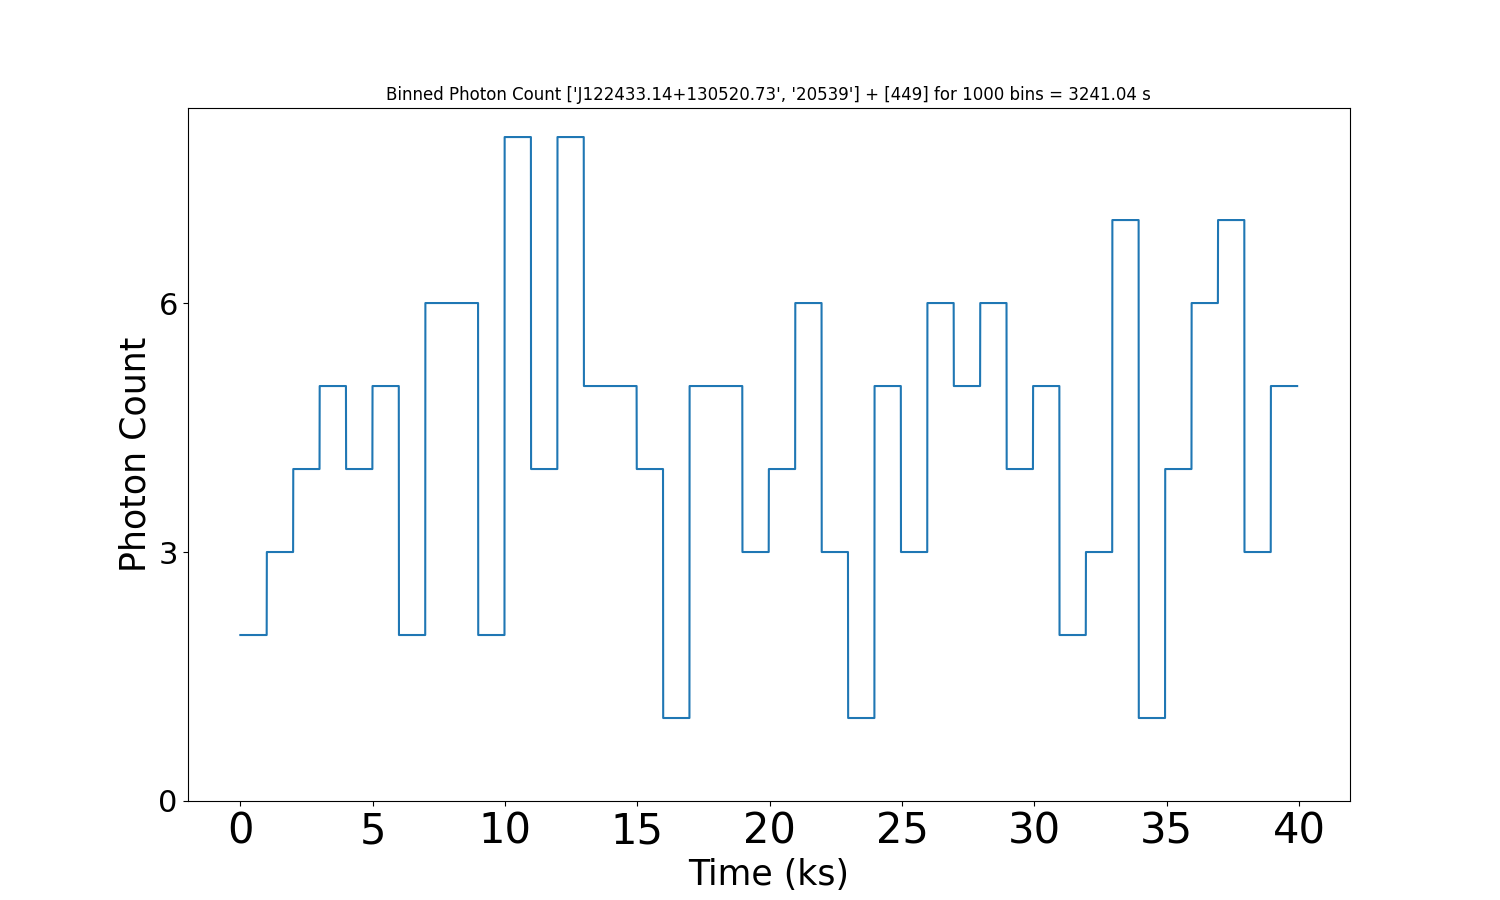 Binned Photon Count ['J122433.14+130520.73', '20539'] + [449] for 1000 bins = 3241.04 s
Photon Count
6
3
0
0 5 10 15 20 25 30 35 40
Time (ks)